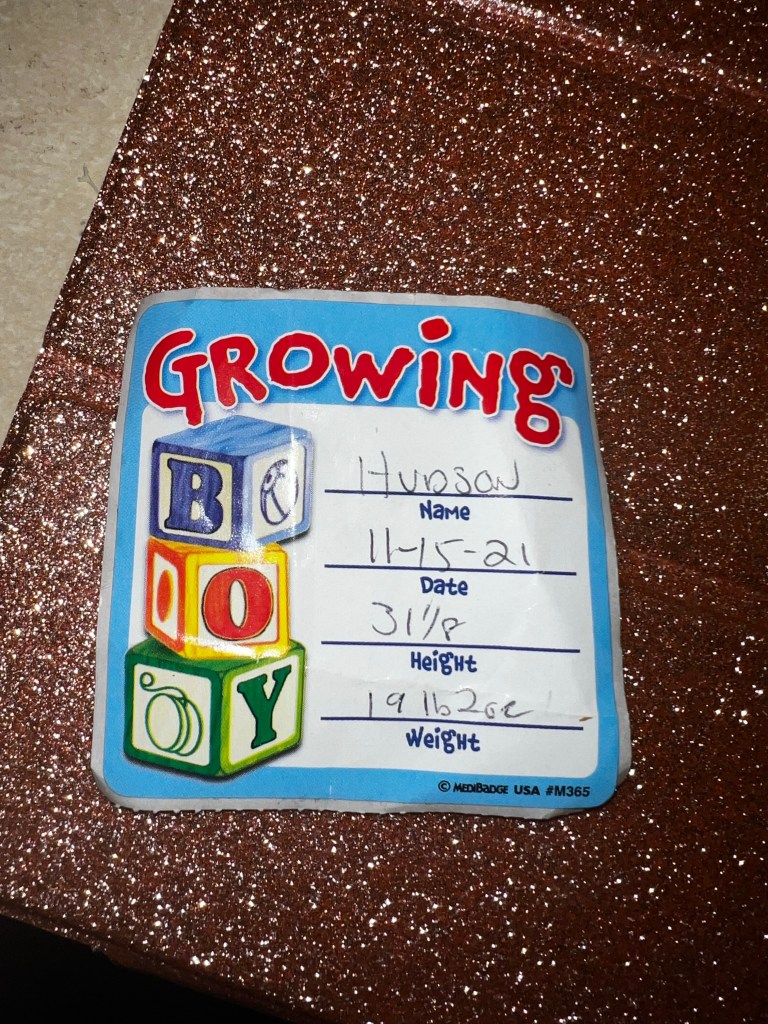 GROWiNg
B
O
Y
Hudson
Name
11-15-21
Date
31 1/8
Height
19 lb 2oz
Weight
© MEDiBADGE USA #M365